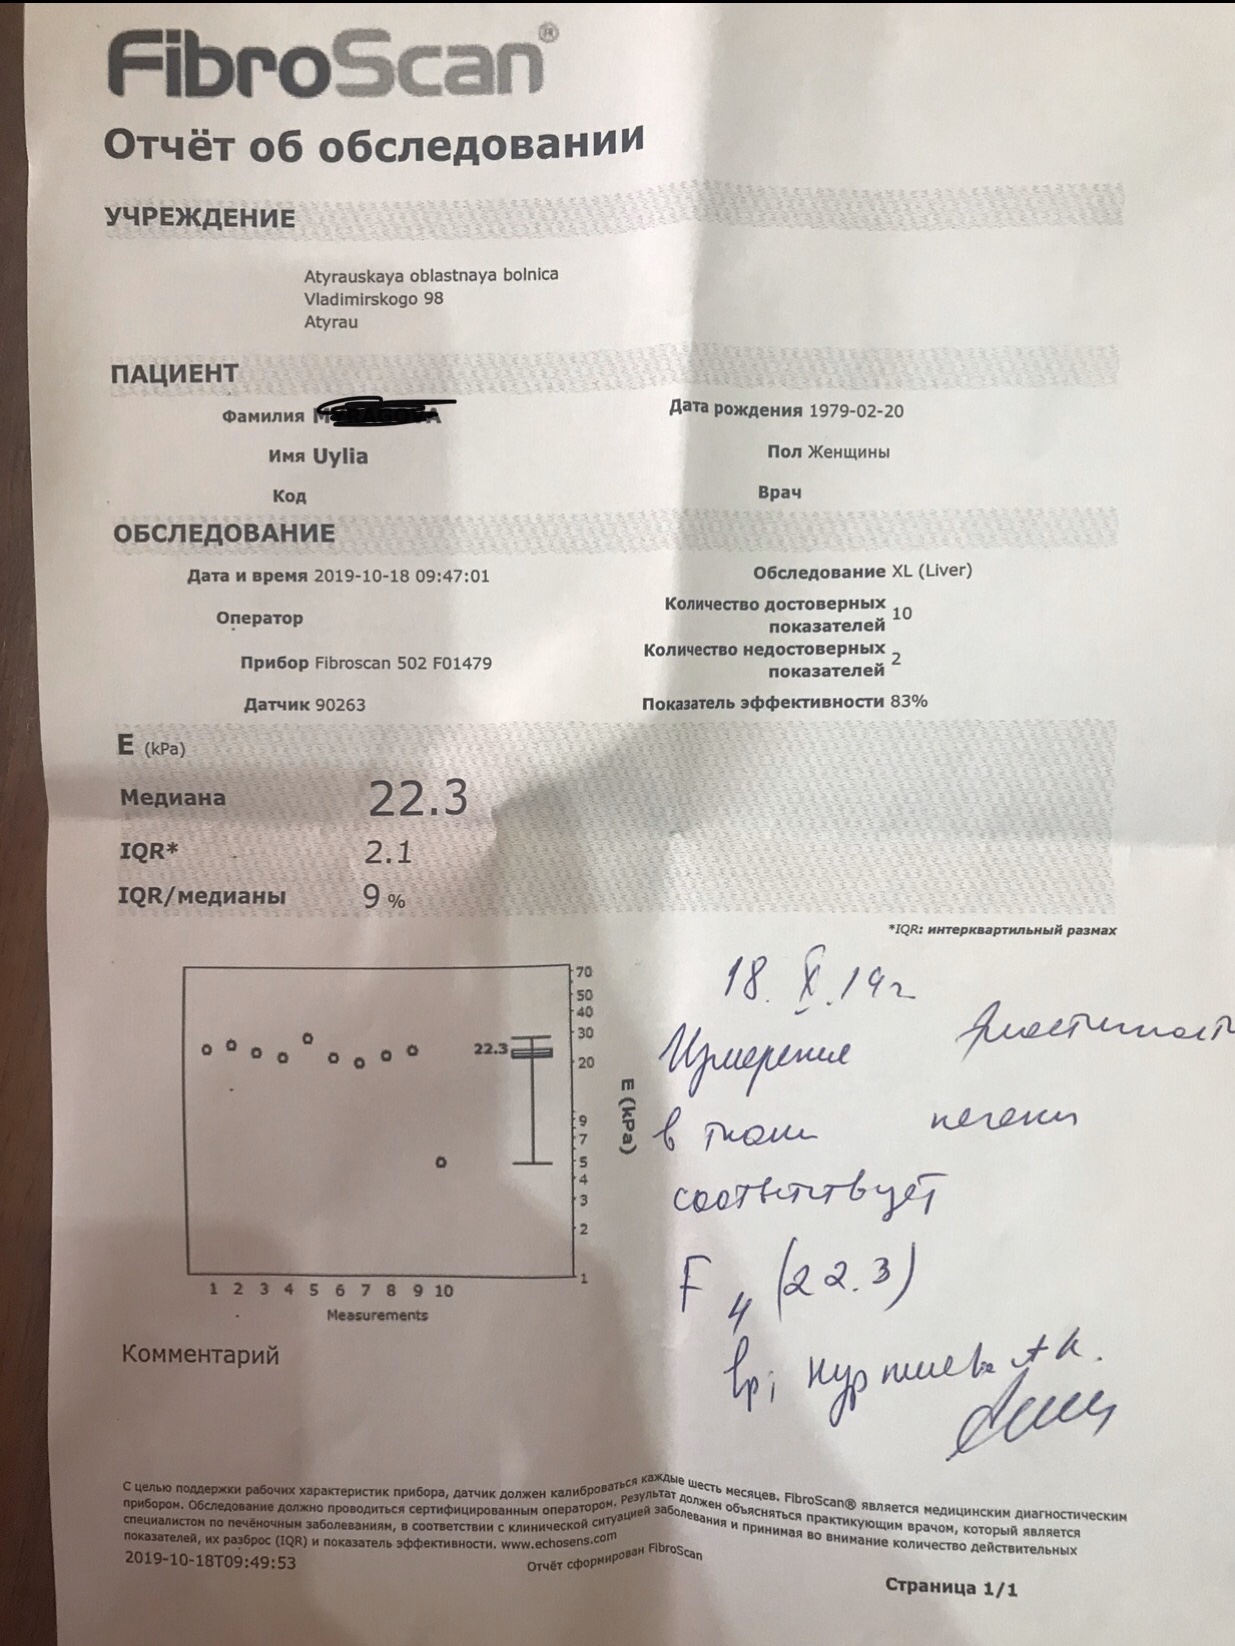 FibroScan®
Отчёт об обследовании
УЧРЕЖДЕНИЕ
Atyrauskaya oblastnaya bolnica
Vladimirskogo 98
Atyrau
ПАЦИЕНТ
Фамилия
Дата рождения 1979-02-20
Имя Uylia
Пол Женщины
Код
Врач
ОБСЛЕДОВАНИЕ
Дата и время 2019-10-18 09:47:01
Обследование XL (Liver)
Оператор
Количество достоверных показателей 10
Прибор Fibroscan 502 F01479
Количество недостоверных показателей 2
Датчик 90263
Показатель эффективности 83%
E (kPa)
Медиана 22.3
IQR* 2.1
IQR/медианы 9 %
*IQR: интерквартильный размах
70
50
40
30
22.3
20
9
7
5
4
3
2
1
E (kPa)
1 2 3 4 5 6 7 8 9 10
Measurements
18. X. 19г
Измерение эластичност
в ткани печени
соответствует
F 4 (22.3)
вр;
Комментарий
С целью поддержки рабочих характеристик прибора, датчик должен калиброваться каждые шесть месяцев. FibroScan® является медицинским диагностическим
прибором. Обследование должно проводиться сертифицированным оператором. Результат должен объясняться практикующим врачом, который является
специалистом по печёночным заболеваниям, в соответствии с клинической ситуацией заболевания и принимая во внимание количество действительных
показателей, их разброс (IQR) и показатель эффективности. www.echosens.com
2019-10-18T09:49:53
Отчёт сформирован FibroScan
Страница 1/1